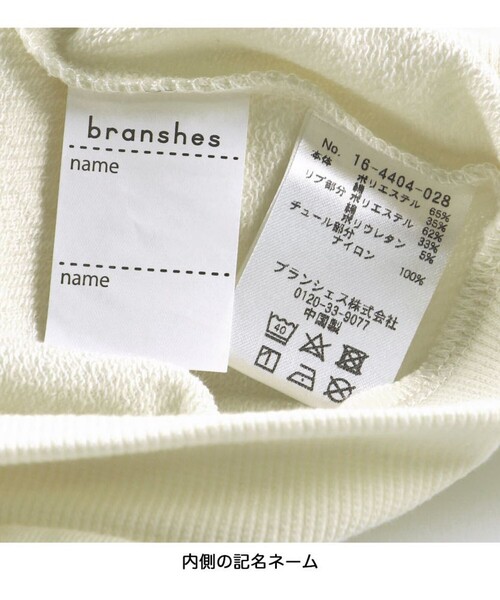 branshes
name
name
No. 16-4404-028
本体 ポリエステル 65%
綿 35%
リブ部分 ポリエステル 62%
綿 33%
ポリウレタン 5%
チュール部分
ナイロン 100%
ブランシェス株式会社
0120-33-9077
中国製
40
内側の記名ネーム